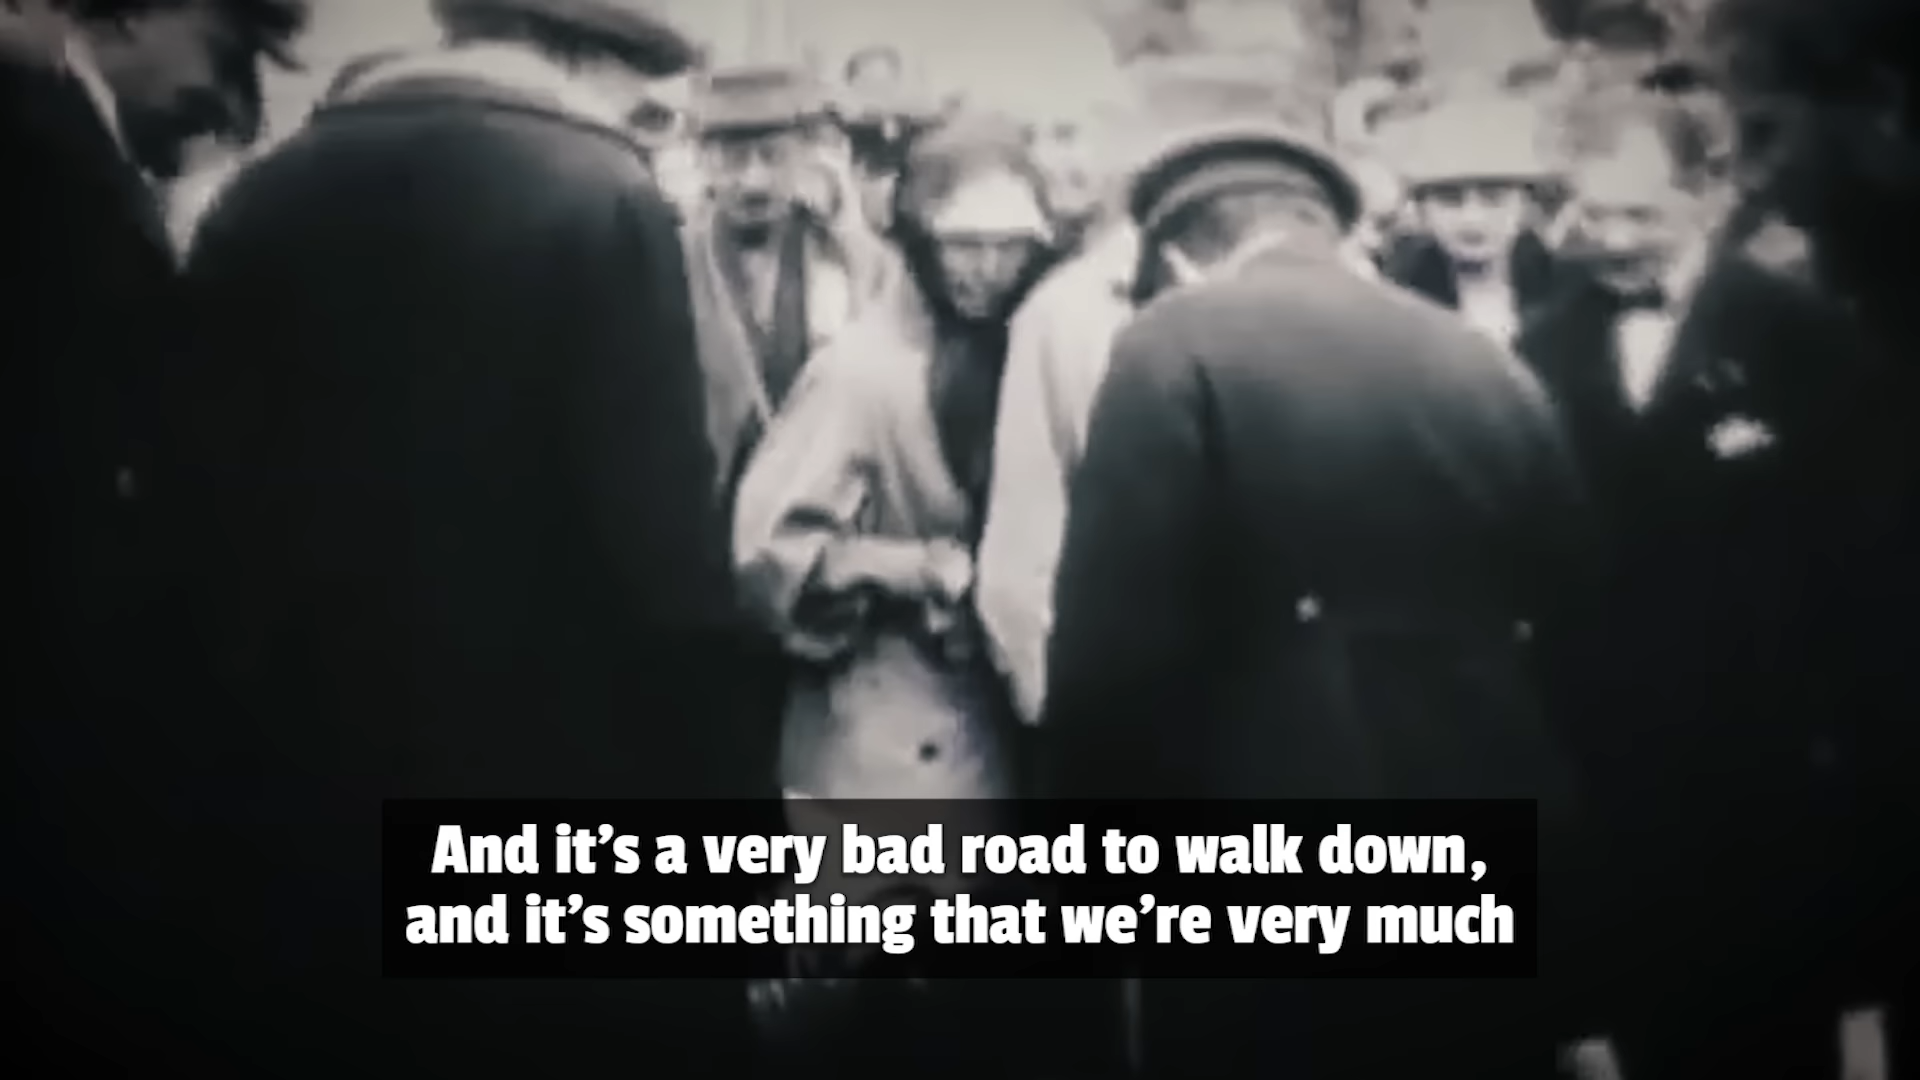 And it’s a very bad road to walk down,
and it’s something that we’re very much